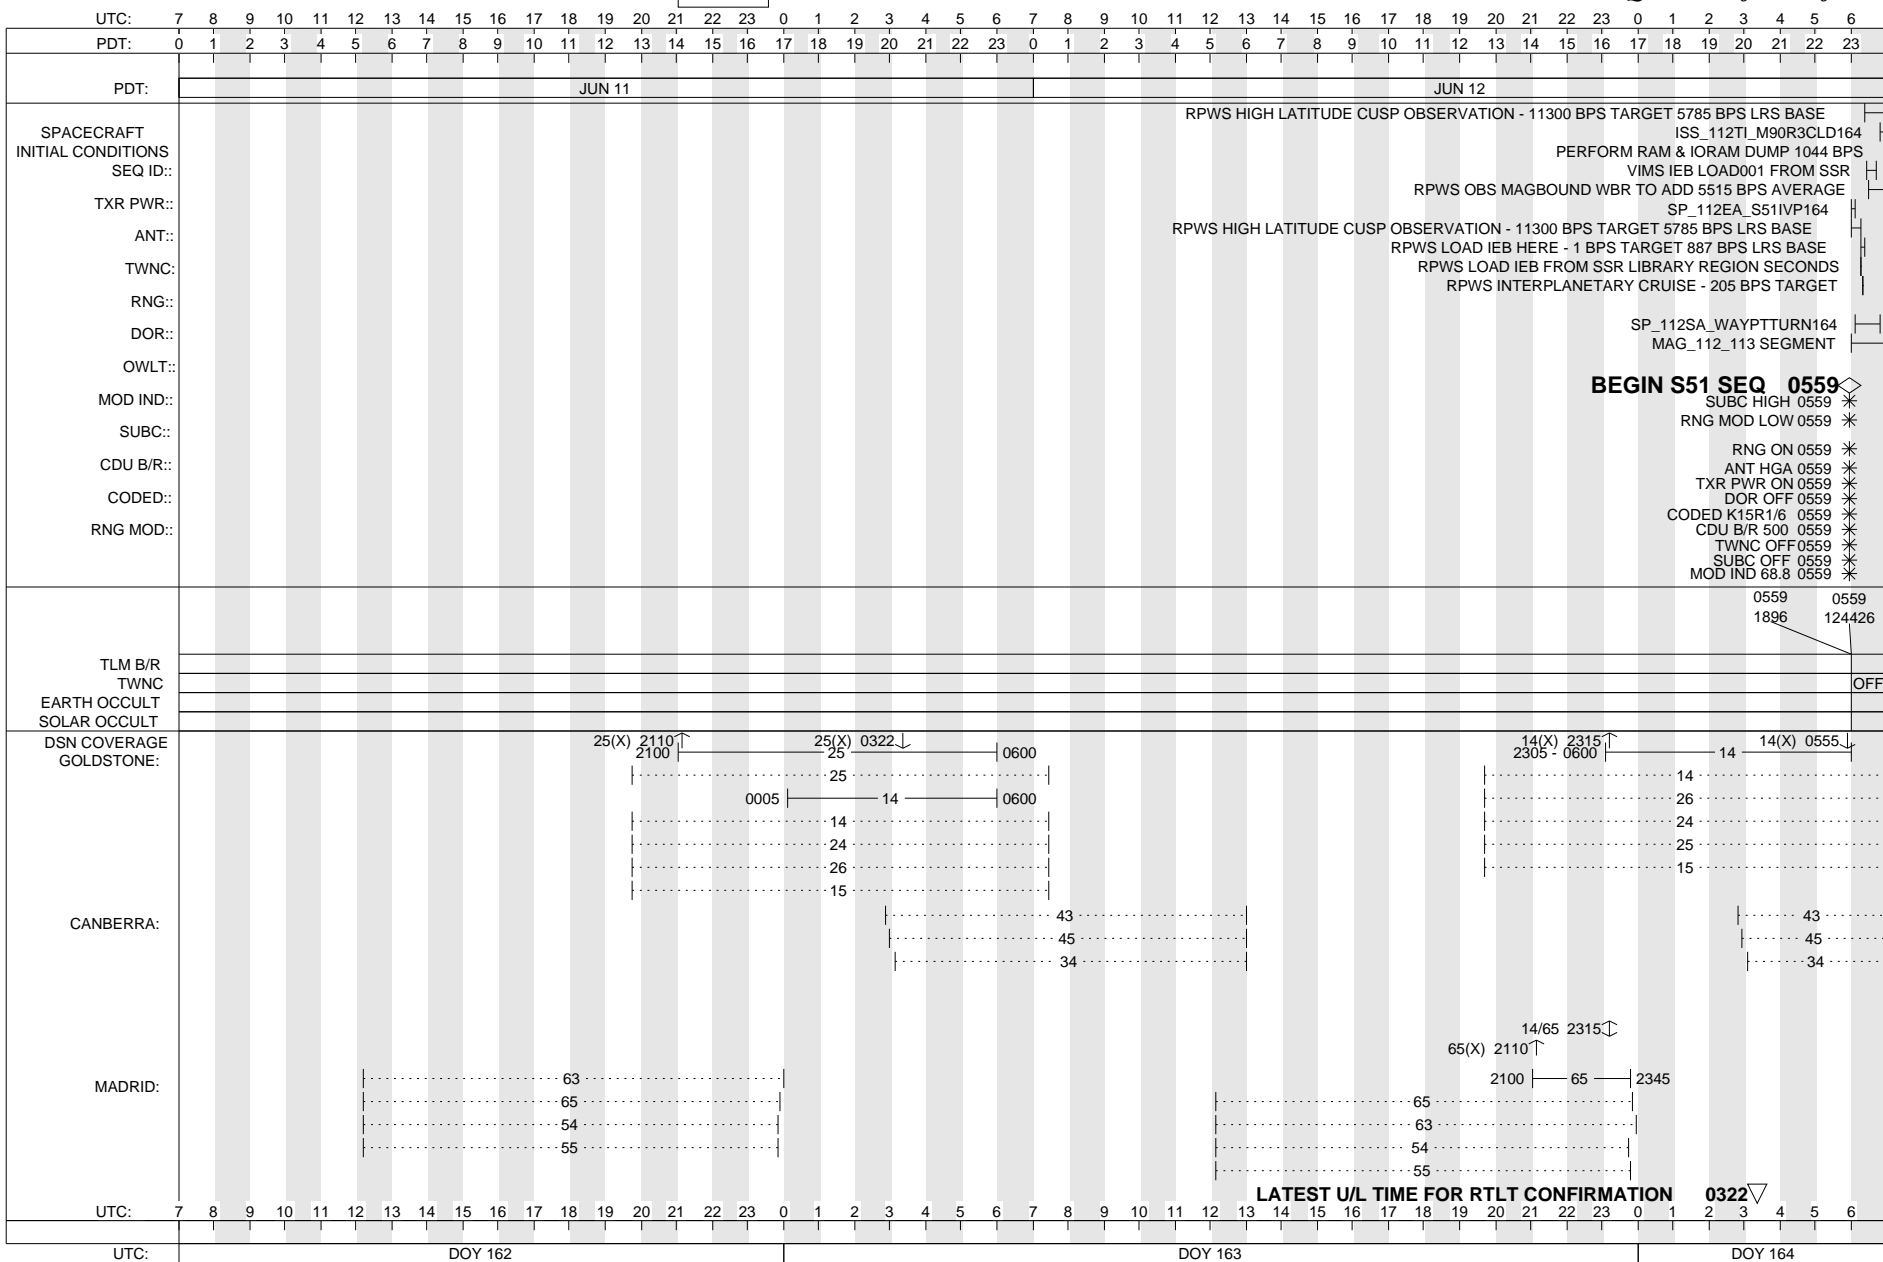 UTC: 7 8 9 10 11 12 13 14 15 16 17 18 19 20 21 22 23 0 1 2 3 4 5 6 7 8 9 10 11 12 13 14 15 16 17 18 19 20 21 22 23 0 1 2 3 4 5 6
PDT: 0 1 2 3 4 5 6 7 8 9 10 11 12 13 14 15 16 17 18 19 20 21 22 23 0 1 2 3 4 5 6 7 8 9 10 11 12 13 14 15 16 17 18 19 20 21 22 23
PDT: JUN 11 JUN 12
SPACECRAFT
INITIAL CONDITIONS
SEQ ID::
TXR PWR::
ANT::
TWNC:
RNG::
DOR::
OWLT::
MOD IND::
SUBC::
CDU B/R::
CODED::
RNG MOD::
RPWS HIGH LATITUDE CUSP OBSERVATION - 11300 BPS TARGET 5785 BPS LRS BASE
ISS_112TI_M90R3CLD164
PERFORM RAM & IORAM DUMP 1044 BPS
VIMS IEB LOAD001 FROM SSR
RPWS OBS MAGBOUND WBR TO ADD 5515 BPS AVERAGE
SP_112EA_S51IVP164
RPWS HIGH LATITUDE CUSP OBSERVATION - 11300 BPS TARGET 5785 BPS LRS BASE
RPWS LOAD IEB HERE - 1 BPS TARGET 887 BPS LRS BASE
RPWS LOAD IEB FROM SSR LIBRARY REGION SECONDS
RPWS INTERPLANETARY CRUISE - 205 BPS TARGET
SP_112SA_WAYPTTURN164
MAG_112_113 SEGMENT
BEGIN S51 SEQ 0559
SUBC HIGH 0559
RNG MOD LOW 0559
RNG ON 0559
ANT HGA 0559
TXR PWR ON 0559
DOR OFF 0559
CODED K15R1/6 0559
CDU B/R 500 0559
TWNC OFF 0559
SUBC OFF 0559
MOD IND 68.8 0559
0559 0559
1896 124426
TLM B/R
TWNC OFF
EARTH OCCULT
SOLAR OCCULT
DSN COVERAGE
GOLDSTONE:
25(X) 2110 25(X) 0322 14(X) 2315 14(X) 0555
2100 25 0600 2305 - 0600 14
25 14
0005 14 0600 26
14 24
24 25
26 15
15
CANBERRA:
43 43
45 45
34 34
14/65 2315
65(X) 2110
MADRID:
63 2100 65 2345
65 65
54 63
55 54
55
LATEST U/L TIME FOR RTLT CONFIRMATION 0322
UTC: 7 8 9 10 11 12 13 14 15 16 17 18 19 20 21 22 23 0 1 2 3 4 5 6 7 8 9 10 11 12 13 14 15 16 17 18 19 20 21 22 23 0 1 2 3 4 5 6
UTC: DOY 162 DOY 163 DOY 164